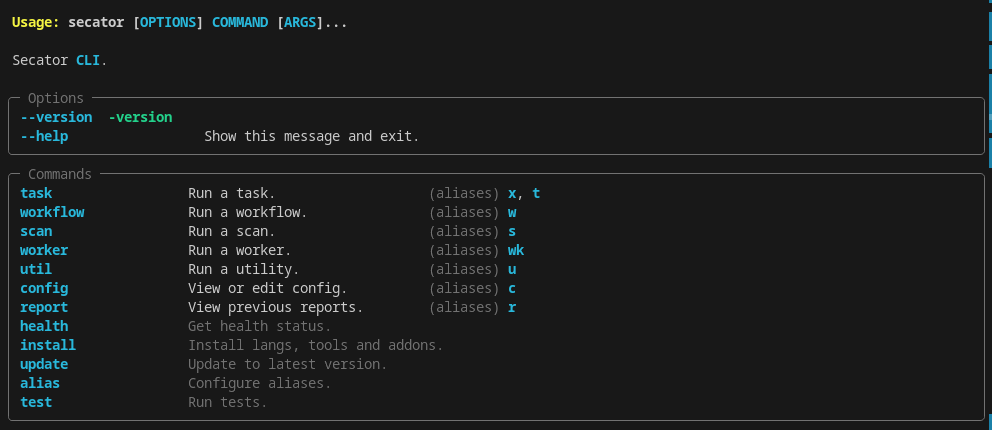 Usage: secator [OPTIONS] COMMAND [ARGS]...
Secator CLI.
Options
--version -version
--help Show this message and exit.
Commands
task Run a task. (aliases) x, t
workflow Run a workflow. (aliases) w
scan Run a scan. (aliases) s
worker Run a worker. (aliases) wk
util Run a utility. (aliases) u
config View or edit config. (aliases) c
report View previous reports. (aliases) r
health Get health status.
install Install langs, tools and addons.
update Update to latest version.
alias Configure aliases.
test Run tests.